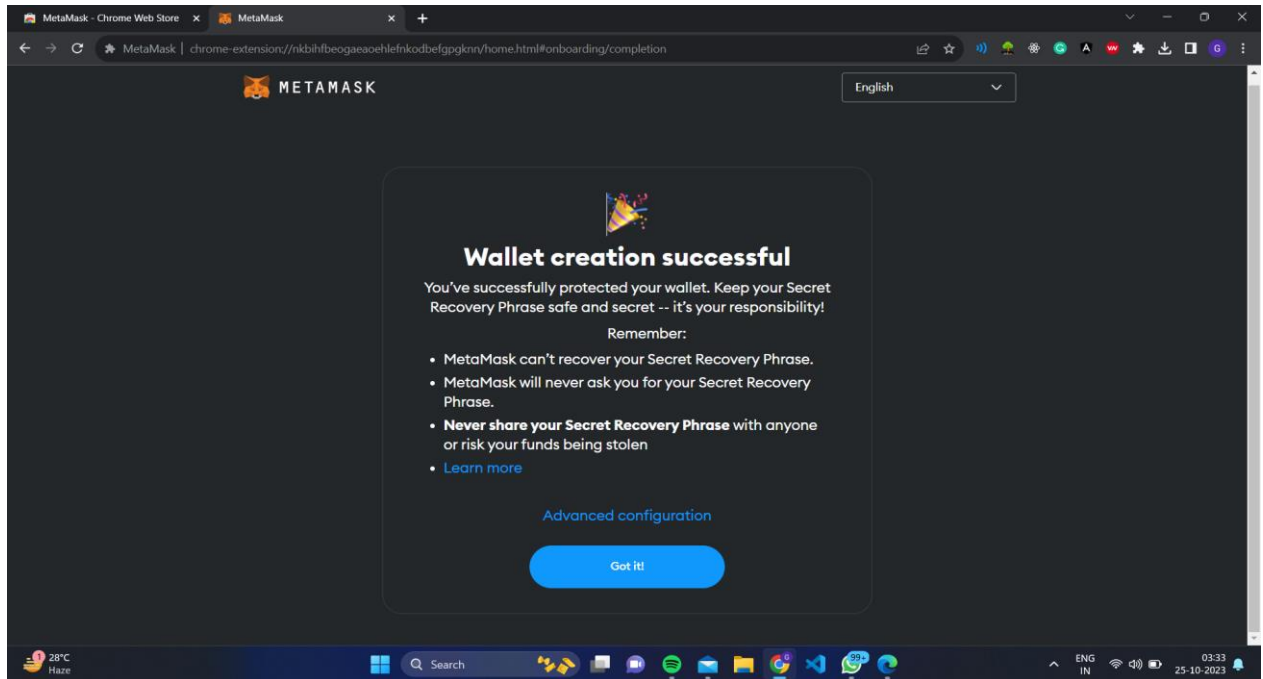 MetaMask - Chrome Web Store
MetaMask
MetaMask | chrome-extension://nkbihfbeogaeaoehlefnkodbefgpgknn/home.html#onboarding/completion
METAMASK
English
Wallet creation successful
You've successfully protected your wallet. Keep your Secret
Recovery Phrase safe and secret -- it's your responsibility!
Remember:
• MetaMask can't recover your Secret Recovery Phrase.
• MetaMask will never ask you for your Secret Recovery
Phrase.
• Never share your Secret Recovery Phrase with anyone
or risk your funds being stolen
• Learn more
Advanced configuration
Got it!
1
28°C
Haze
Search
99+
ENG
IN
03:33
25-10-2023